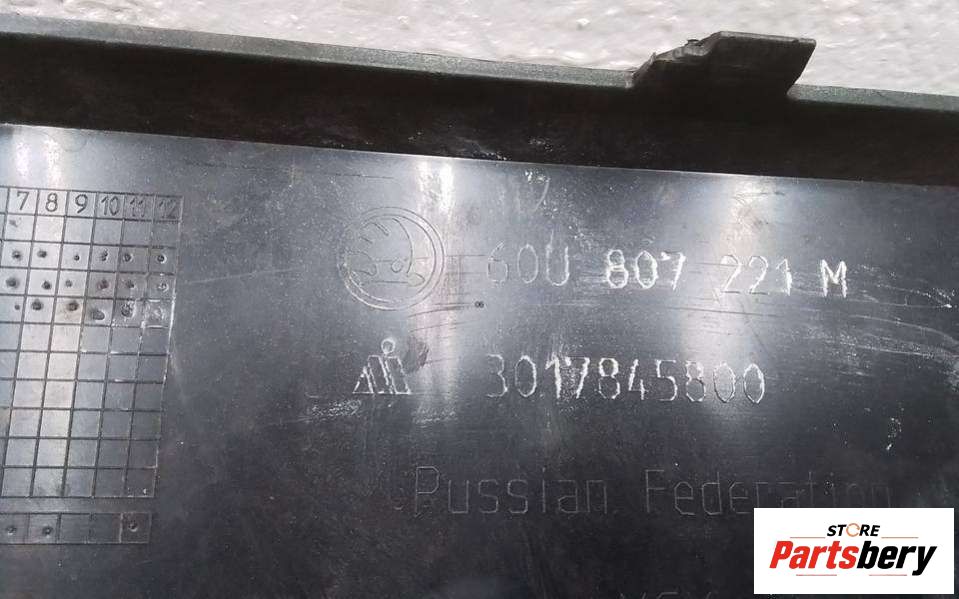 7 8 9 10 11 12
60U 807 221 M
3017845800
Russian Federation
STORE
Partsbery